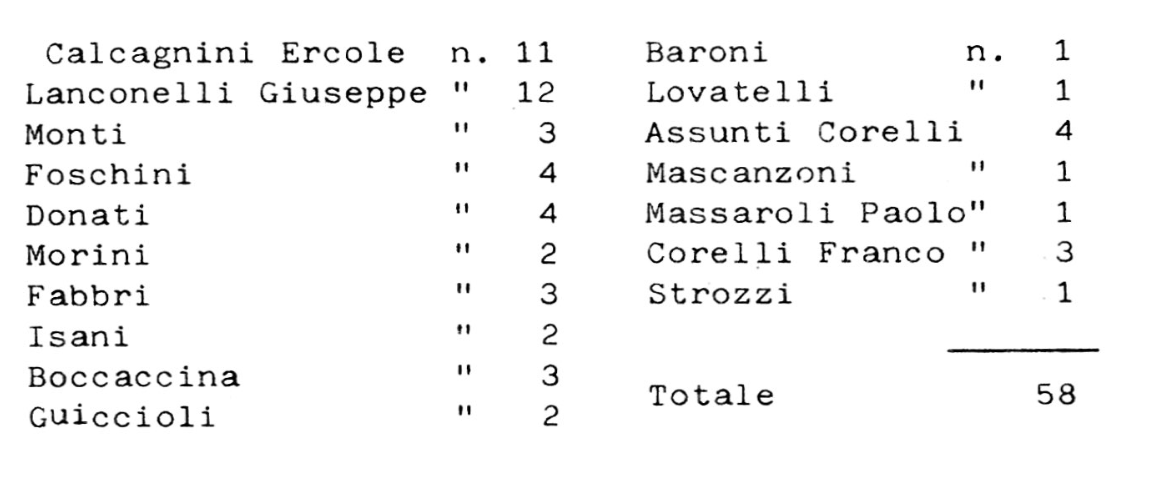 Calcagnini Ercole n. 11
Lanconelli Giuseppe " 12
Monti " 3
Foschini " 4
Donati " 4
Morini " 2
Fabbri " 3
Isani " 2
Boccaccina " 3
Guiccioli " 2
Baroni n. 1
Lovatelli " 1
Assunti Corelli 4
Mascanzoni " 1
Massaroli Paolo" 1
Corelli Franco " 3
Strozzi " 1
Totale 58